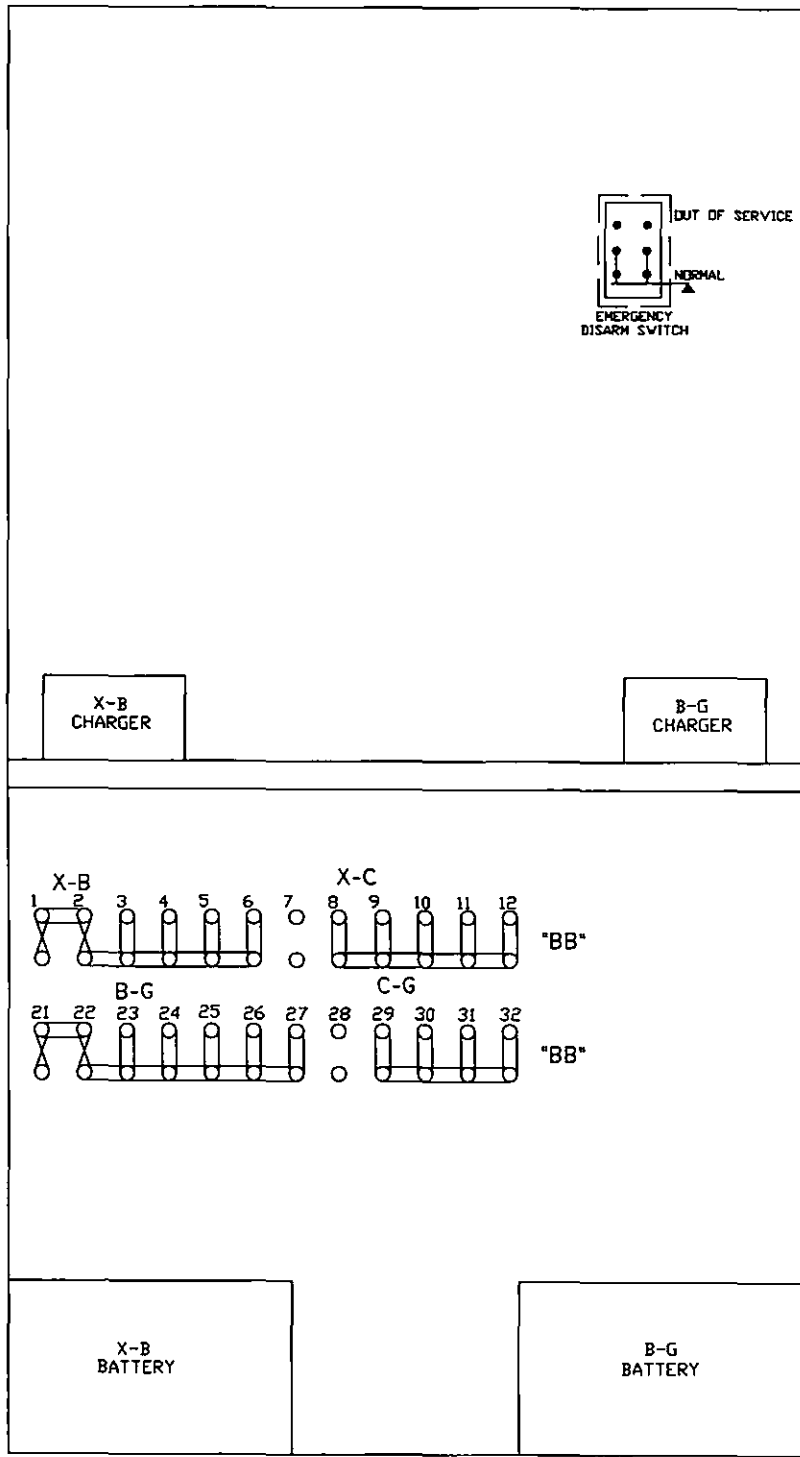 OUT OF SERVICE
NORMAL
EMERGENCY
DISARM SWITCH
X-B
CHARGER
B-G
CHARGER
X-B
X-C
1 2 3 4 5 6 7 8 9 10 11 12
"BB"
B-G
C-G
21 22 23 24 25 26 27 28 29 30 31 32
"BB"
X-B
BATTERY
B-G
BATTERY